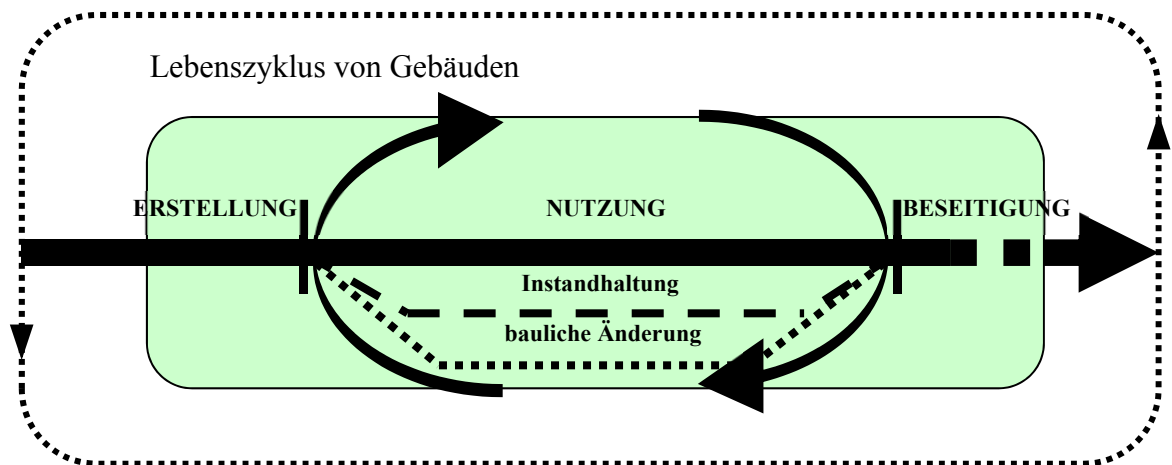 Lebenszyklus von Gebäuden
ERSTELLUNG
NUTZUNG
BESEITIGUNG
Instandhaltung
bauliche Änderung